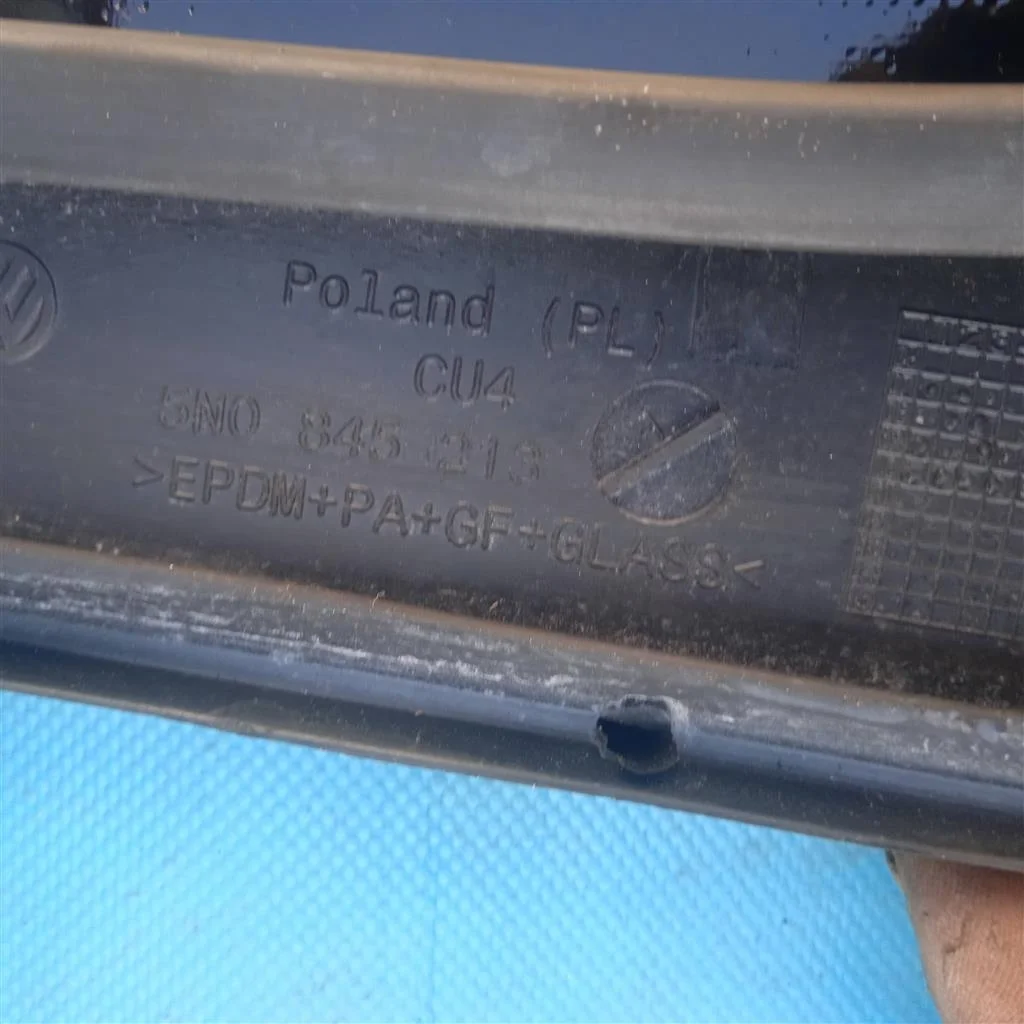 Poland (PL)
CU4
5N0 845 213
>EPDM+PA+GF+GLASS<